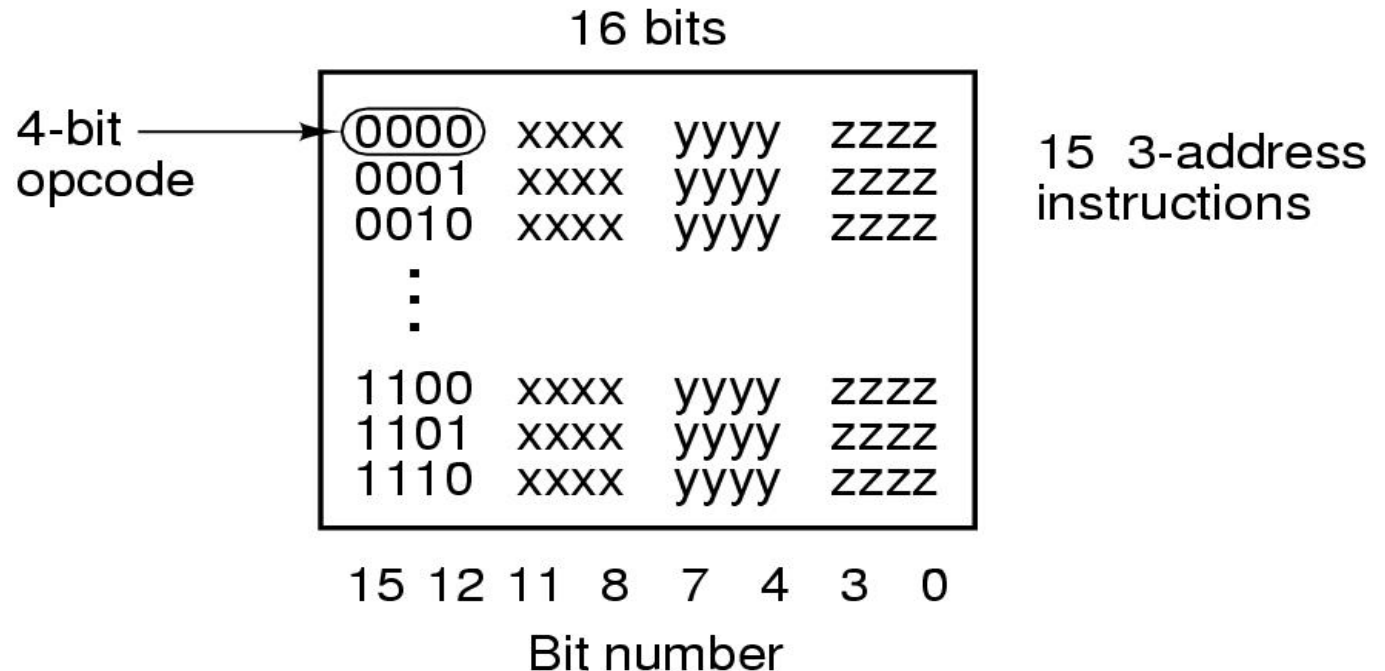 16 bits
4-bit
opcode
0000 xxxx yyyy zzzz
0001 xxxx yyyy zzzz
0010 xxxx yyyy zzzz
1100 xxxx yyyy zzzz
1101 xxxx yyyy zzzz
1110 xxxx yyyy zzzz
15 3-address
instructions
15 12 11 8 7 4 3 0
Bit number